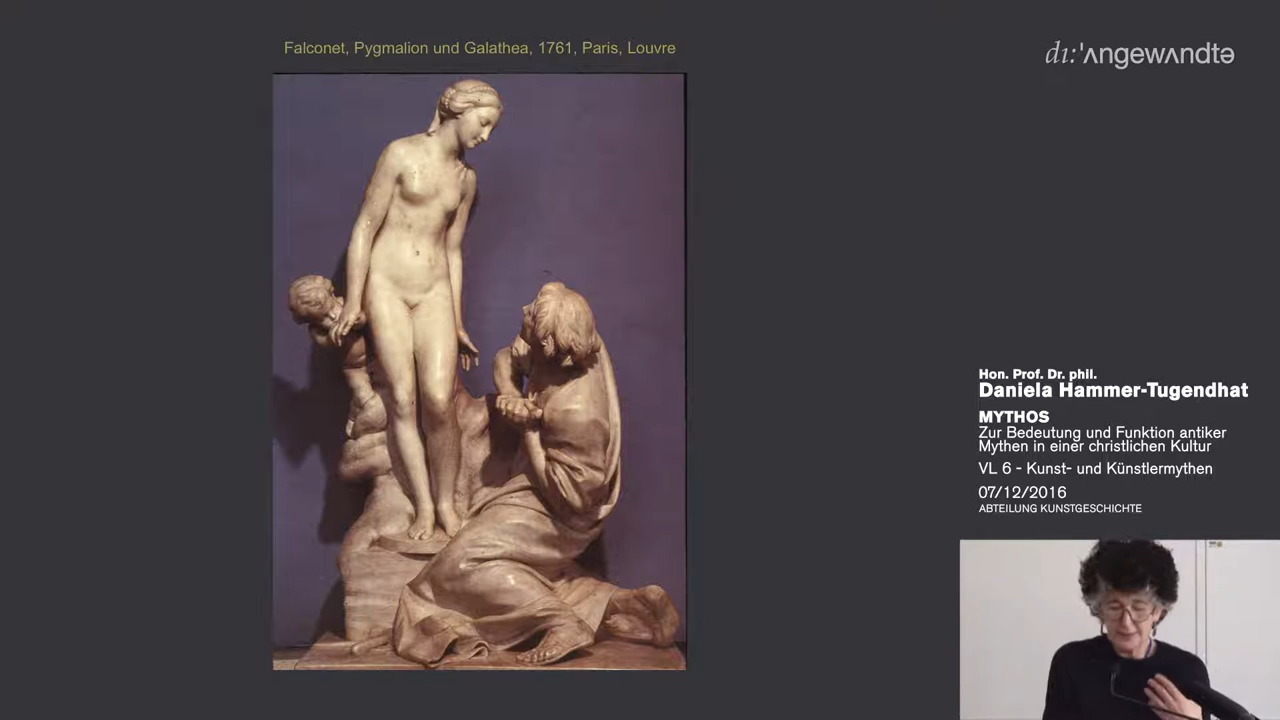 Falconet, Pygmalion und Galathea, 1761, Paris, Louvre
dı:'ʌngewʌndtə
Hon. Prof. Dr. phil.
Daniela Hammer-Tugendhat
MYTHOS
Zur Bedeutung und Funktion antiker
Mythen in einer christlichen Kultur
VL 6 - Kunst- und Künstlermythen
07/12/2016
ABTEILUNG KUNSTGESCHICHTE